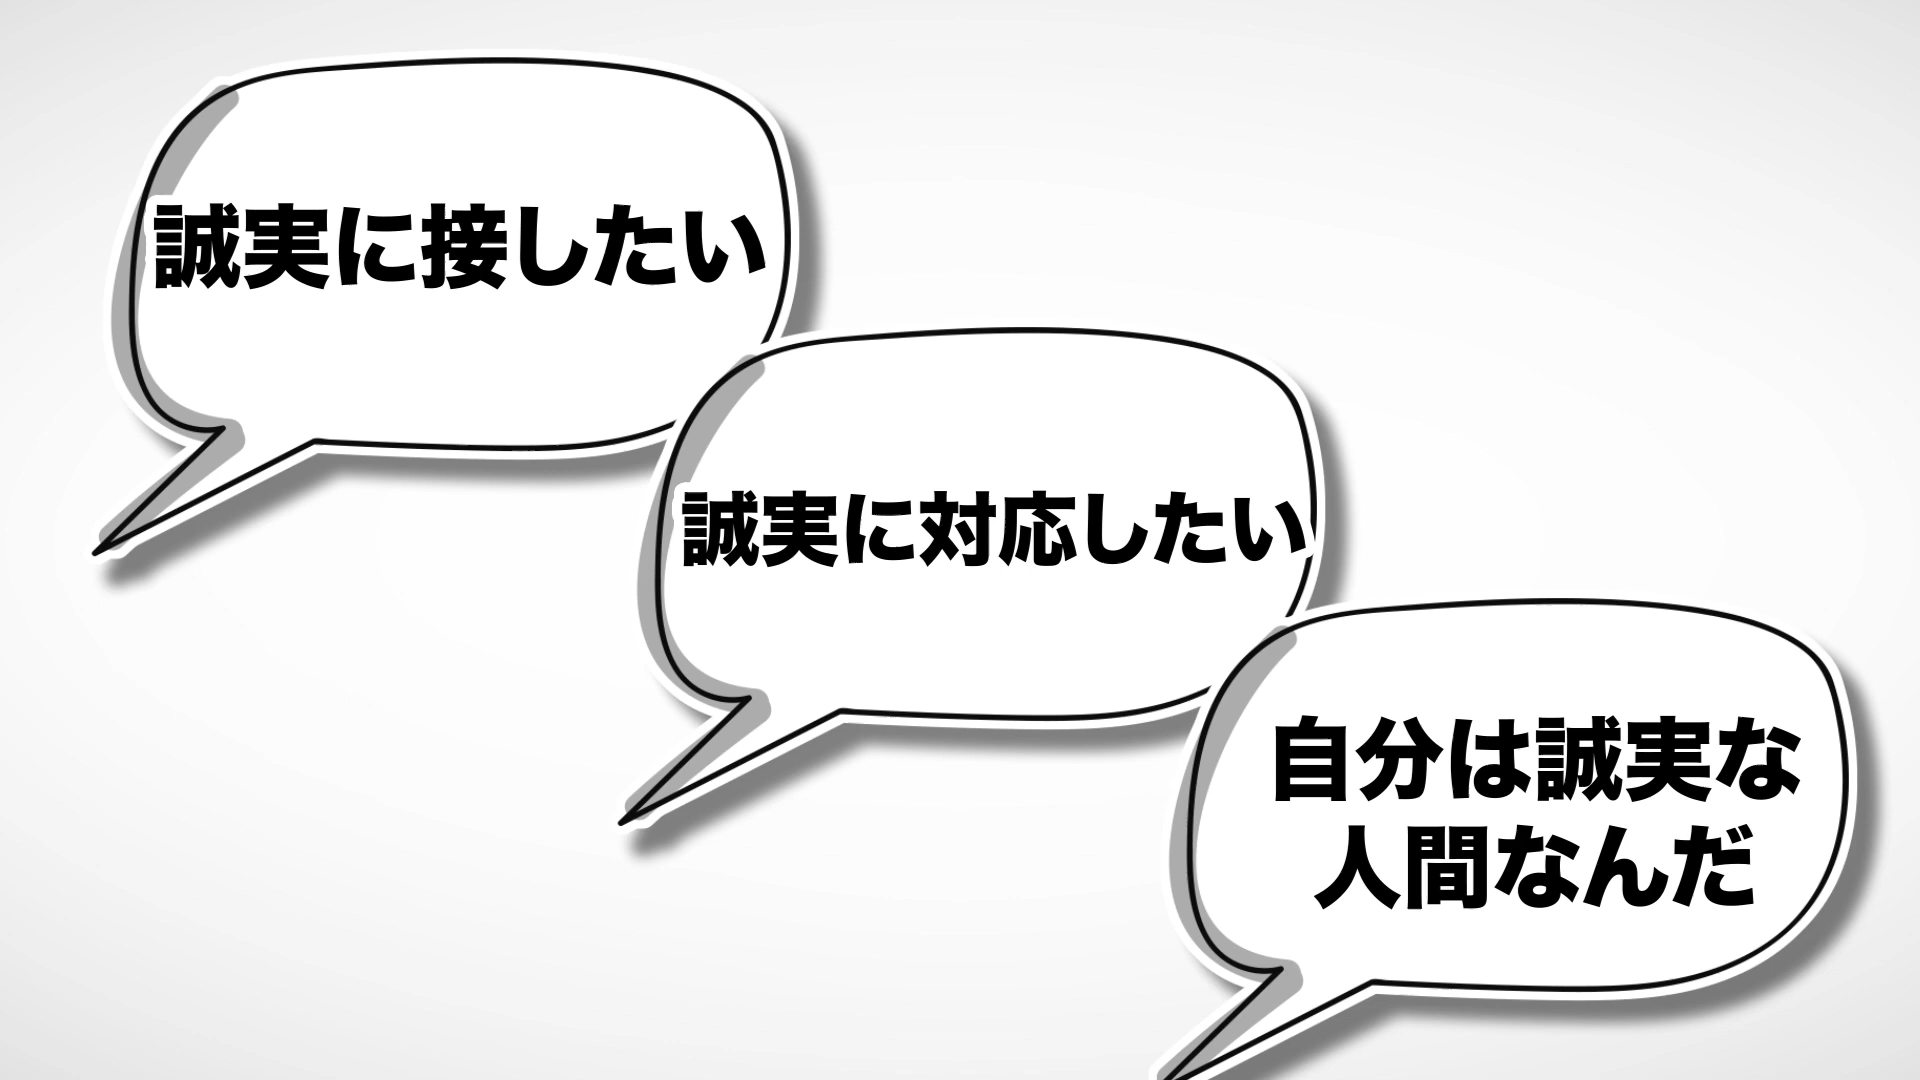 誠実に接したい
誠実に対応したい
自分は誠実な
人間なんだ